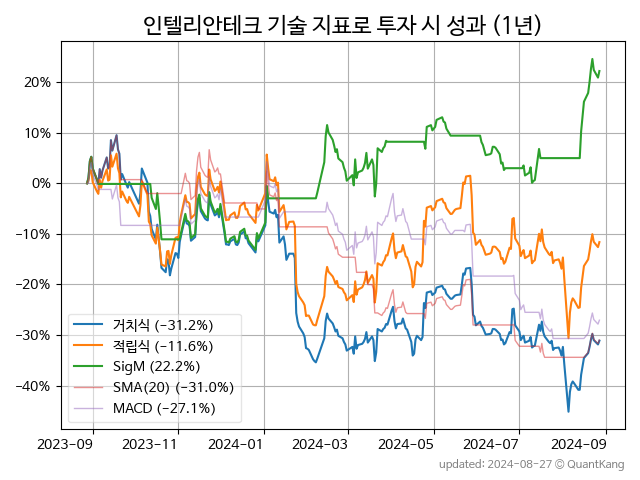 인텔리안테크 기술 지표로 투자 시 성과 (1년)
20%
10%
0%
−10%
−20%
−30%
−40%
거치식 (−31.2%)
적립식 (−11.6%)
SigM (22.2%)
SMA(20) (−31.0%)
MACD (−27.1%)
2023-09
2023-11
2024-01
2024-03
2024-05
2024-07
2024-09
updated: 2024-08-27 © QuantKang